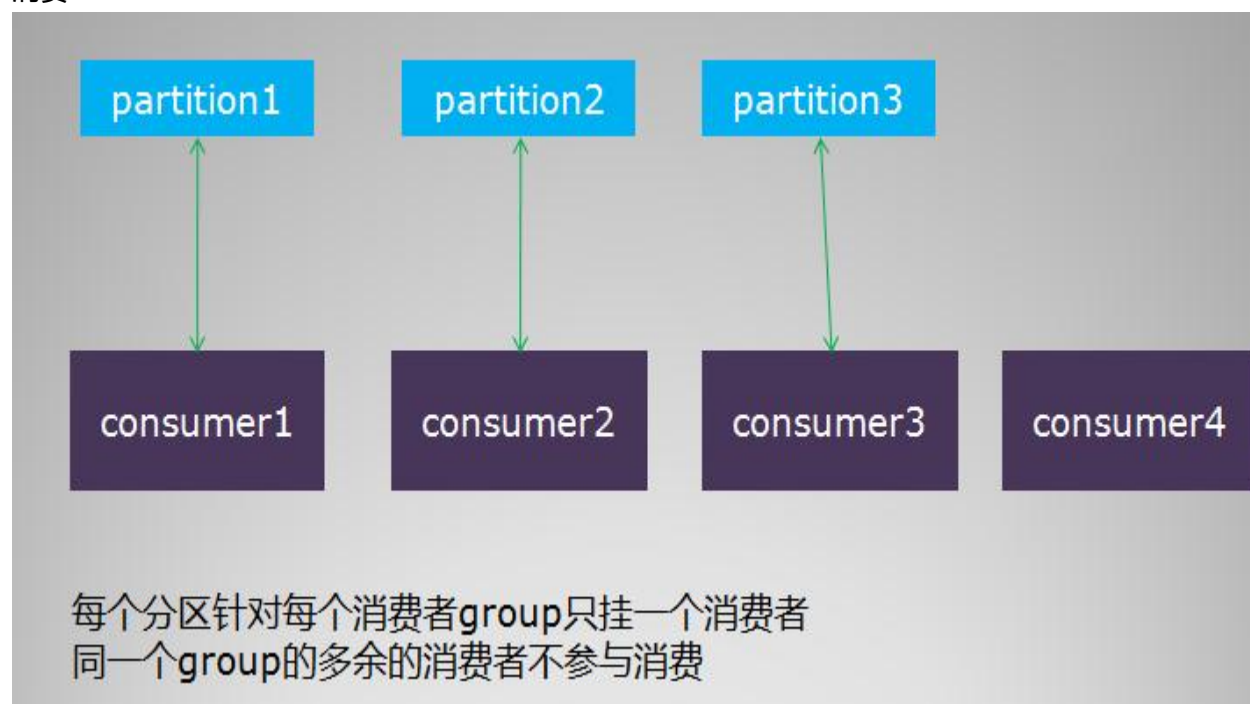 partition1 partition2 partition3
consumer1 consumer2 consumer3 consumer4
每个分区针对每个消费者group只挂一个消费者
同一个group的多余的消费者不参与消费